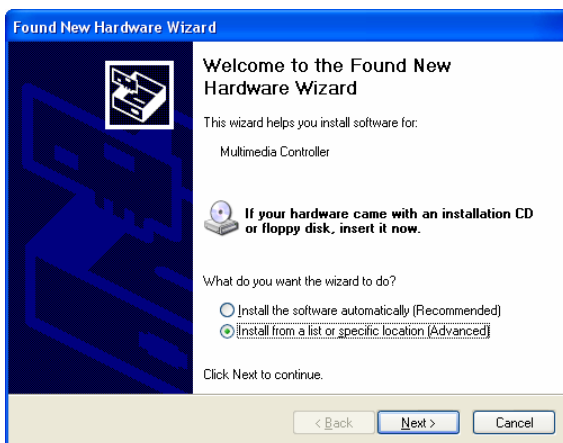 Found New Hardware Wizard
Welcome to the Found New
Hardware Wizard
This wizard helps you install software for:
Multimedia Controller
If your hardware came with an installation CD
or floppy disk, insert it now.
What do you want the wizard to do?
Install the software automatically (Recommended)
Install from a list or specific location (Advanced)
Click Next to continue.
< Back
Next >
Cancel